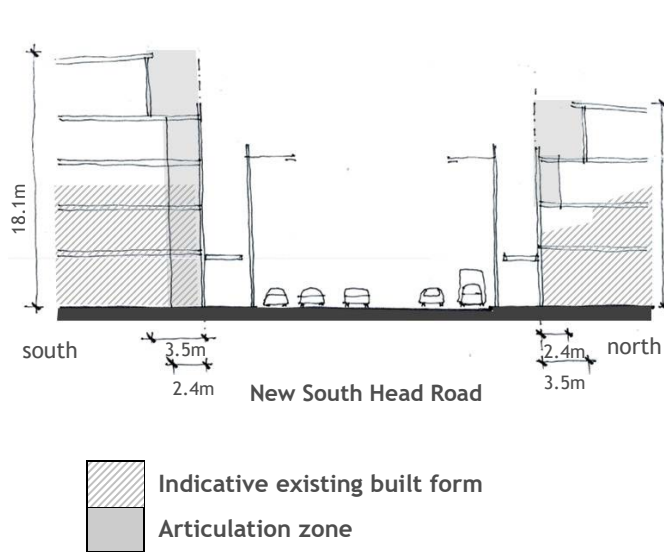 18.1m
south
3.5m
2.4m
New South Head Road
2.4m
north
3.5m
Indicative existing built form
Articulation zone